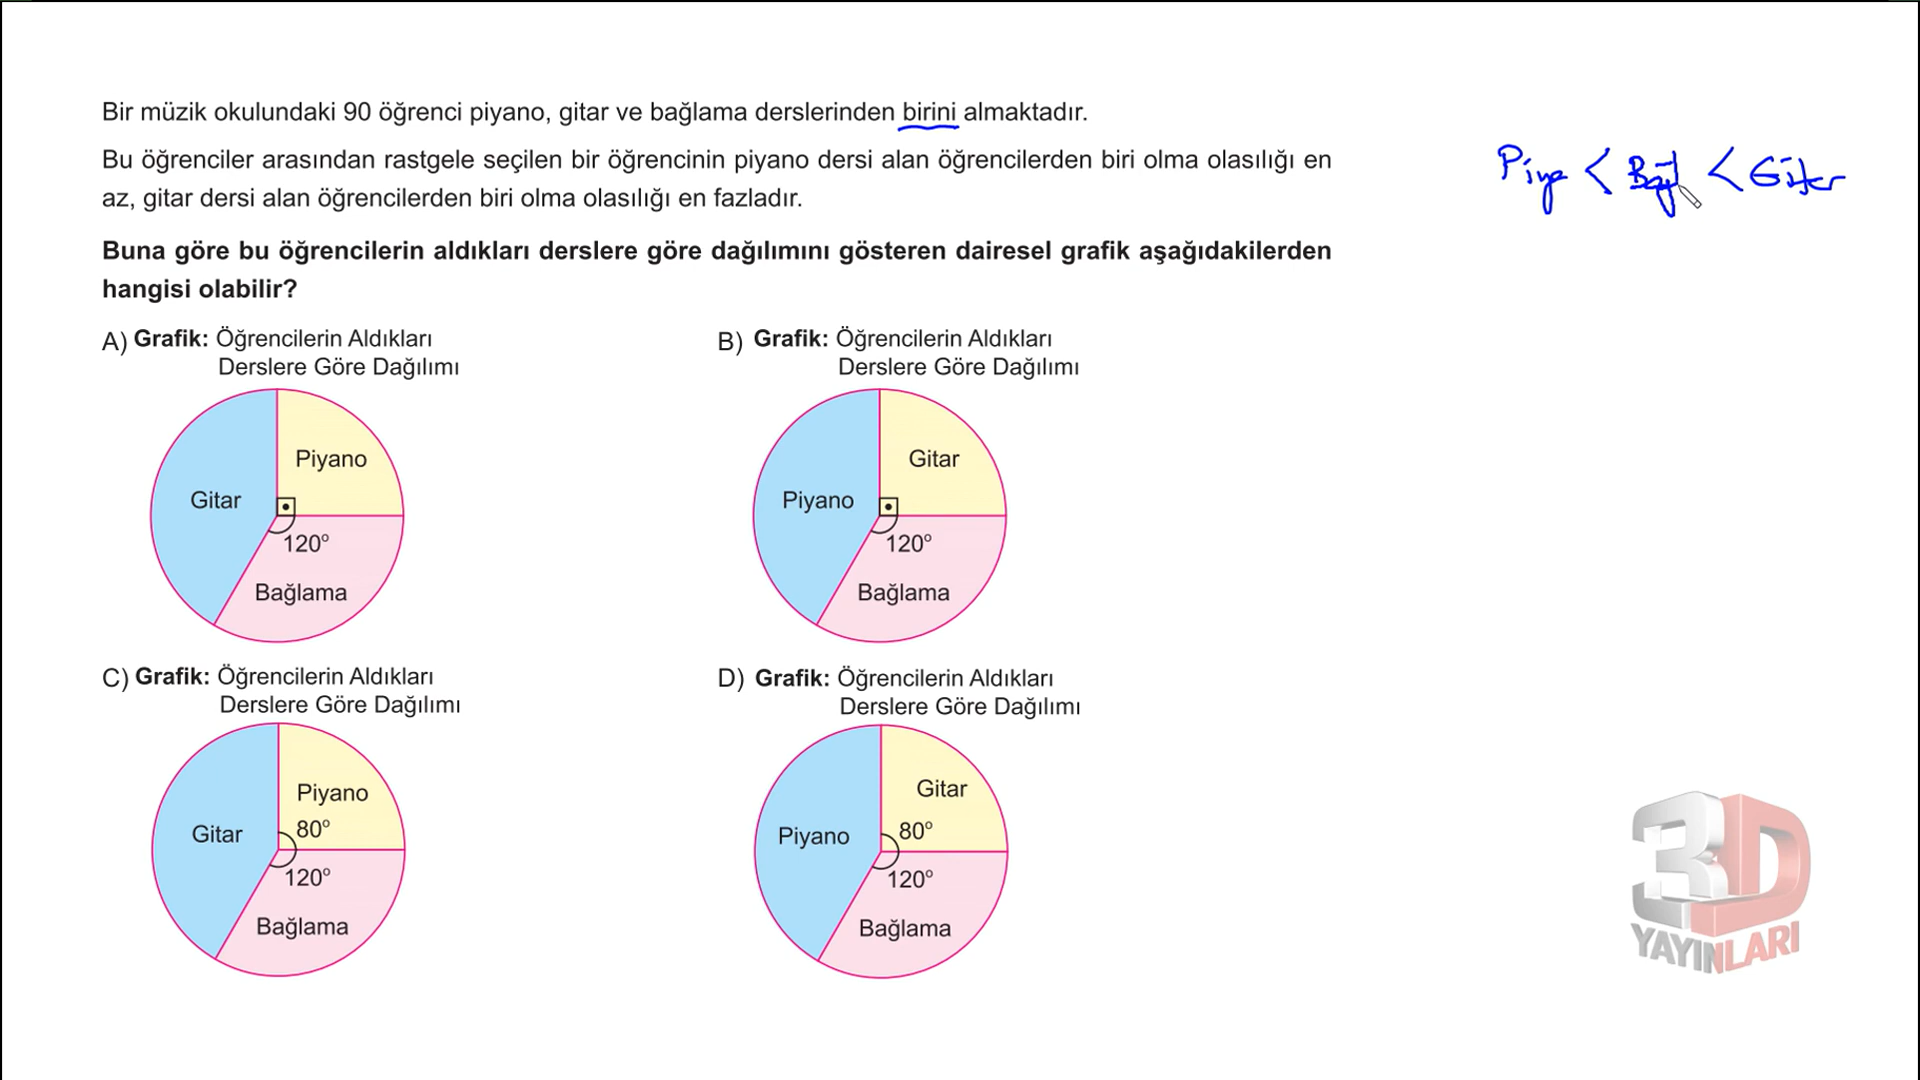 Bir müzik okulundaki 90 öğrenci piyano, gitar ve bağlama derslerinden birini almaktadır.
Bu öğrenciler arasından rastgele seçilen bir öğrencinin piyano dersi alan öğrencilerden biri olma olasılığı en
az, gitar dersi alan öğrencilerden biri olma olasılığı en fazladır.
Buna göre bu öğrencilerin aldıkları derslere göre dağılımını gösteren dairesel grafik aşağıdakilerden
hangisi olabilir?
A) Grafik: Öğrencilerin Aldıkları
Derslere Göre Dağılımı
Piyano
Gitar
120°
Bağlama
B) Grafik: Öğrencilerin Aldıkları
Derslere Göre Dağılımı
Gitar
Piyano
120°
Bağlama
C) Grafik: Öğrencilerin Aldıkları
Derslere Göre Dağılımı
Piyano
80°
Gitar
120°
Bağlama
D) Grafik: Öğrencilerin Aldıkları
Derslere Göre Dağılımı
Gitar
80°
Piyano
120°
Bağlama
< < Gitar
3D
YAYINLARI